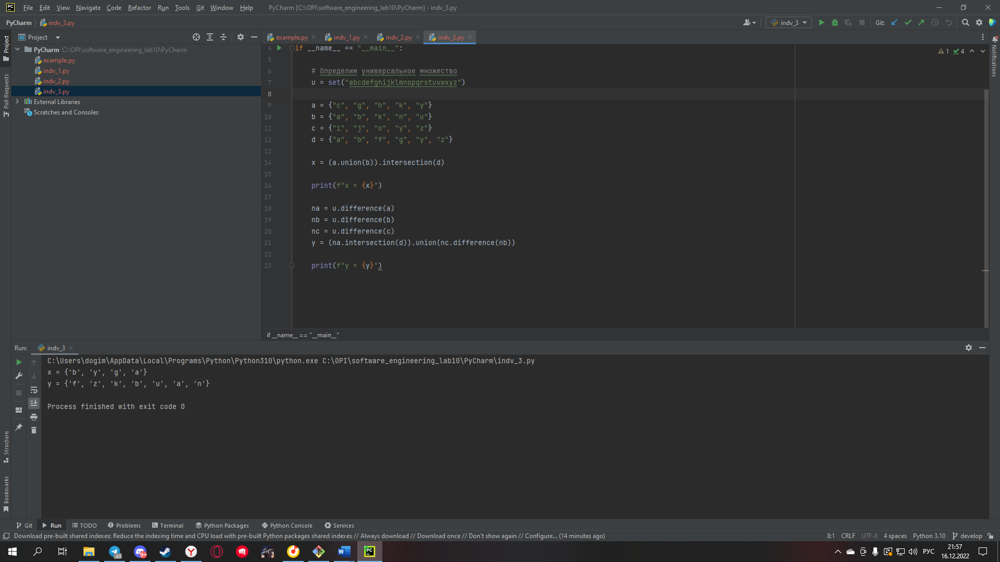 File Edit View Navigate Code Refactor Run Tools Git Window Help PyCharm [C:\OPI\software_engineering_lab10\PyCharm] - indv_3.py
PyCharm indv_3.py
indv_3
Git:
Project
example.py indv_1.py indv_2.py indv_3.py
PyCharm C:\OPI\software_engineering_lab10\PyCharm
example.py
indv_1.py
indv_2.py
indv_3.py
External Libraries
Scratches and Consoles
Project
Pull Requests
Structure
Bookmarks
Notifications
1 4
4 if __name__ == "__main__":
5
6 # Определим универсальное множество
7 u = set("abcdefghijklmnopqrstuvwxyz")
8
9 a = {"c", "g", "h", "k", "y"}
10 b = {"a", "b", "k", "n", "u"}
11 c = {"i", "j", "o", "y", "z"}
12 d = {"a", "b", "f", "g", "y", "z"}
13
14 x = (a.union(b)).intersection(d)
15
16 print(f"x = {x}")
17
18 na = u.difference(a)
19 nb = u.difference(b)
20 nc = u.difference(c)
21 y = (na.intersection(d)).union(nc.difference(nb))
22
23 print(f"y = {y}")
if __name__ == "__main__"
Run: indv_3
C:\Users\dogim\AppData\Local\Programs\Python\Python310\python.exe C:\OPI\software_engineering_lab10\PyCharm\indv_3.py
x = {'b', 'y', 'g', 'a'}
y = {'f', 'z', 'k', 'b', 'u', 'a', 'n'}
Process finished with exit code 0
Git Run TODO Problems Terminal Python Packages Python Console Services
Download pre-built shared indexes: Reduce the indexing time and CPU load with pre-built Python packages shared indexes // Always download // Download once // Don't show again // Configure... (14 minutes ago) 8:1 CRLF UTF-8 4 spaces Python 3.10 develop
.69 9+ W PC РУС
21:57
16.12.2022